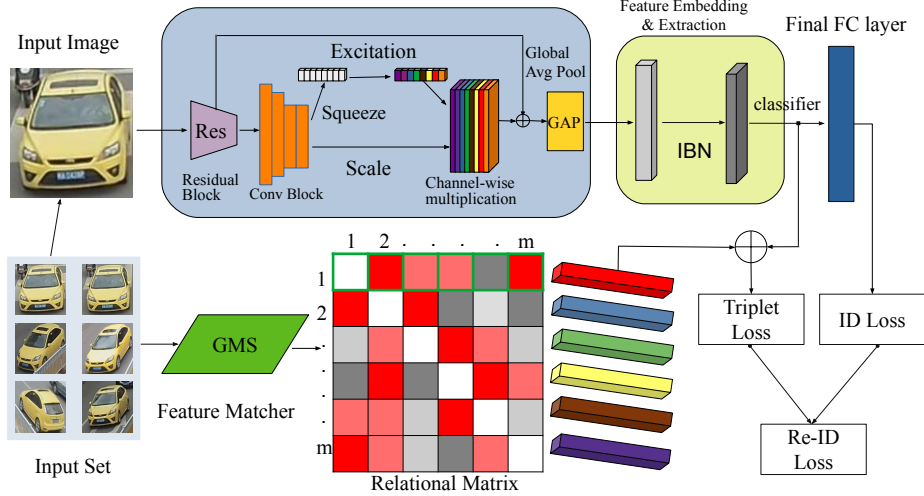 Input Image
Res
Residual
Block
Conv Block
Excitation
Squeeze
Scale
Channel-wise
multiplication
Global
Avg Pool
GAP
Feature Embedding
& Extraction
IBN
classifier
Final FC layer
Input Set
GMS
Feature Matcher
1 2 . . . . m
1
2
.
.
.
m
Relational Matrix
Triplet
Loss
ID Loss
Re-ID
Loss